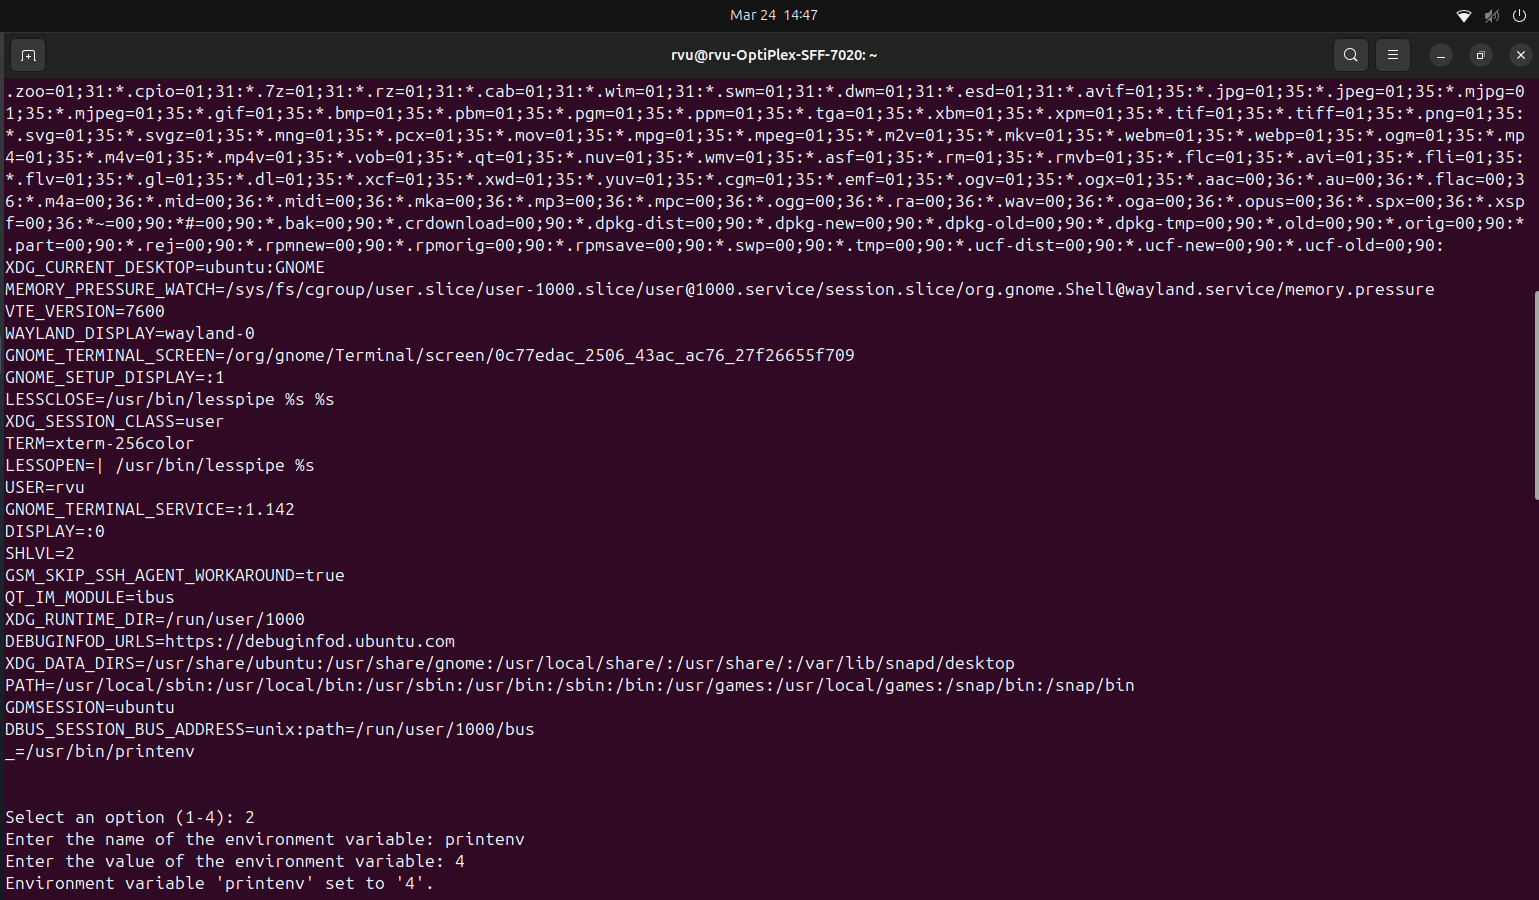 Mar 24 14:47
rvu@rvu-OptiPlex-SFF-7020: ~
.zoo=01;31:*.cpio=01;31:*.7z=01;31:*.rz=01;31:*.cab=01;31:*.wim=01;31:*.swm=01;31:*.dwm=01;31:*.esd=01;31:*.avif=01;35:*.jpg=01;35:*.jpeg=01;35:*.mjpg=0
1;35:*.mjpeg=01;35:*.gif=01;35:*.bmp=01;35:*.pbm=01;35:*.pgm=01;35:*.ppm=01;35:*.tga=01;35:*.xbm=01;35:*.xpm=01;35:*.tif=01;35:*.tiff=01;35:*.png=01;35:
*.svg=01;35:*.svgz=01;35:*.mng=01;35:*.pcx=01;35:*.mov=01;35:*.mpg=01;35:*.mpeg=01;35:*.m2v=01;35:*.mkv=01;35:*.webm=01;35:*.webp=01;35:*.ogm=01;35:*.mp
4=01;35:*.m4v=01;35:*.mp4v=01;35:*.vob=01;35:*.qt=01;35:*.nuv=01;35:*.wmv=01;35:*.asf=01;35:*.rm=01;35:*.rmvb=01;35:*.flc=01;35:*.avi=01;35:*.fli=01;35:
*.flv=01;35:*.gl=01;35:*.dl=01;35:*.xcf=01;35:*.xwd=01;35:*.yuv=01;35:*.cgm=01;35:*.emf=01;35:*.ogv=01;35:*.ogx=01;35:*.aac=00;36:*.au=00;36:*.flac=00;3
6:*.m4a=00;36:*.mid=00;36:*.midi=00;36:*.mka=00;36:*.mp3=00;36:*.mpc=00;36:*.ogg=00;36:*.ra=00;36:*.wav=00;36:*.oga=00;36:*.opus=00;36:*.spx=00;36:*.xsp
f=00;36:*~=00;90:*#=00;90:*.bak=00;90:*.crdownload=00;90:*.dpkg-dist=00;90:*.dpkg-new=00;90:*.dpkg-old=00;90:*.dpkg-tmp=00;90:*.old=00;90:*.orig=00;90:*
.part=00;90:*.rej=00;90:*.rpmnew=00;90:*.rpmorig=00;90:*.rpmsave=00;90:*.swp=00;90:*.tmp=00;90:*.ucf-dist=00;90:*.ucf-new=00;90:*.ucf-old=00;90:
XDG_CURRENT_DESKTOP=ubuntu:GNOME
MEMORY_PRESSURE_WATCH=/sys/fs/cgroup/user.slice/user-1000.slice/user@1000.service/session.slice/org.gnome.Shell@wayland.service/memory.pressure
VTE_VERSION=7600
WAYLAND_DISPLAY=wayland-0
GNOME_TERMINAL_SCREEN=/org/gnome/Terminal/screen/0c77edac_2506_43ac_ac76_27f26655f709
GNOME_SETUP_DISPLAY=:1
LESSCLOSE=/usr/bin/lesspipe %s %s
XDG_SESSION_CLASS=user
TERM=xterm-256color
LESSOPEN=| /usr/bin/lesspipe %s
USER=rvu
GNOME_TERMINAL_SERVICE=:1.142
DISPLAY=:0
SHLVL=2
GSM_SKIP_SSH_AGENT_WORKAROUND=true
QT_IM_MODULE=ibus
XDG_RUNTIME_DIR=/run/user/1000
DEBUGINFOD_URLS=https://debuginfod.ubuntu.com
XDG_DATA_DIRS=/usr/share/ubuntu:/usr/share/gnome:/usr/local/share/:/usr/share/:/var/lib/snapd/desktop
PATH=/usr/local/sbin:/usr/local/bin:/usr/sbin:/usr/bin:/sbin:/bin:/usr/games:/usr/local/games:/snap/bin:/snap/bin
GDMSESSION=ubuntu
DBUS_SESSION_BUS_ADDRESS=unix:path=/run/user/1000/bus
_=/usr/bin/printenv
Select an option (1-4): 2
Enter the name of the environment variable: printenv
Enter the value of the environment variable: 4
Environment variable 'printenv' set to '4'.